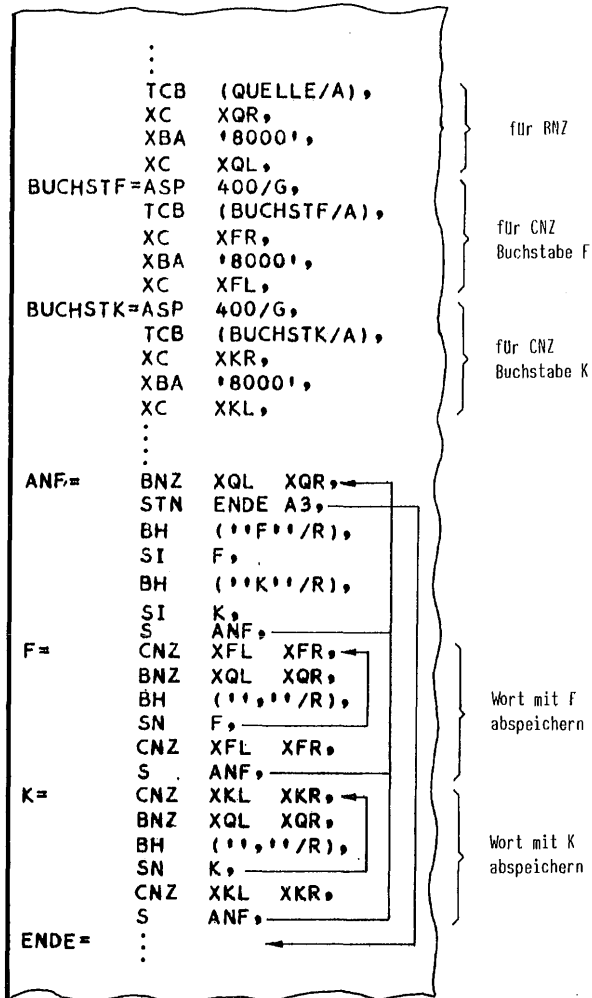 TCB (QUELLE/A),
XC XQR,
XBA '8000',
XC XQL,
für RNZ
BUCHSTF=ASP 400/G,
TCB (BUCHSTF/A),
XC XFR,
XBA '8000',
XC XFL,
für CNZ
Buchstabe F
BUCHSTK=ASP 400/G,
TCB (BUCHSTK/A),
XC XKR,
XBA '8000',
XC XKL,
für CNZ
Buchstabe K
ANF= BNZ XQL XQR,
STN ENDE A3,
BH (''F''/R),
SI F,
BH (''K''/R),
SI K,
S ANF,
F= CNZ XFL XFR,
BNZ XQL XQR,
BH ('',''/R),
SN F,
CNZ XFL XFR,
S ANF,
Wort mit F
abspeichern
K= CNZ XKL XKR,
BNZ XQL XQR,
BH ('',''/R),
SN K,
CNZ XKL XKR,
S ANF,
Wort mit K
abspeichern
ENDE=